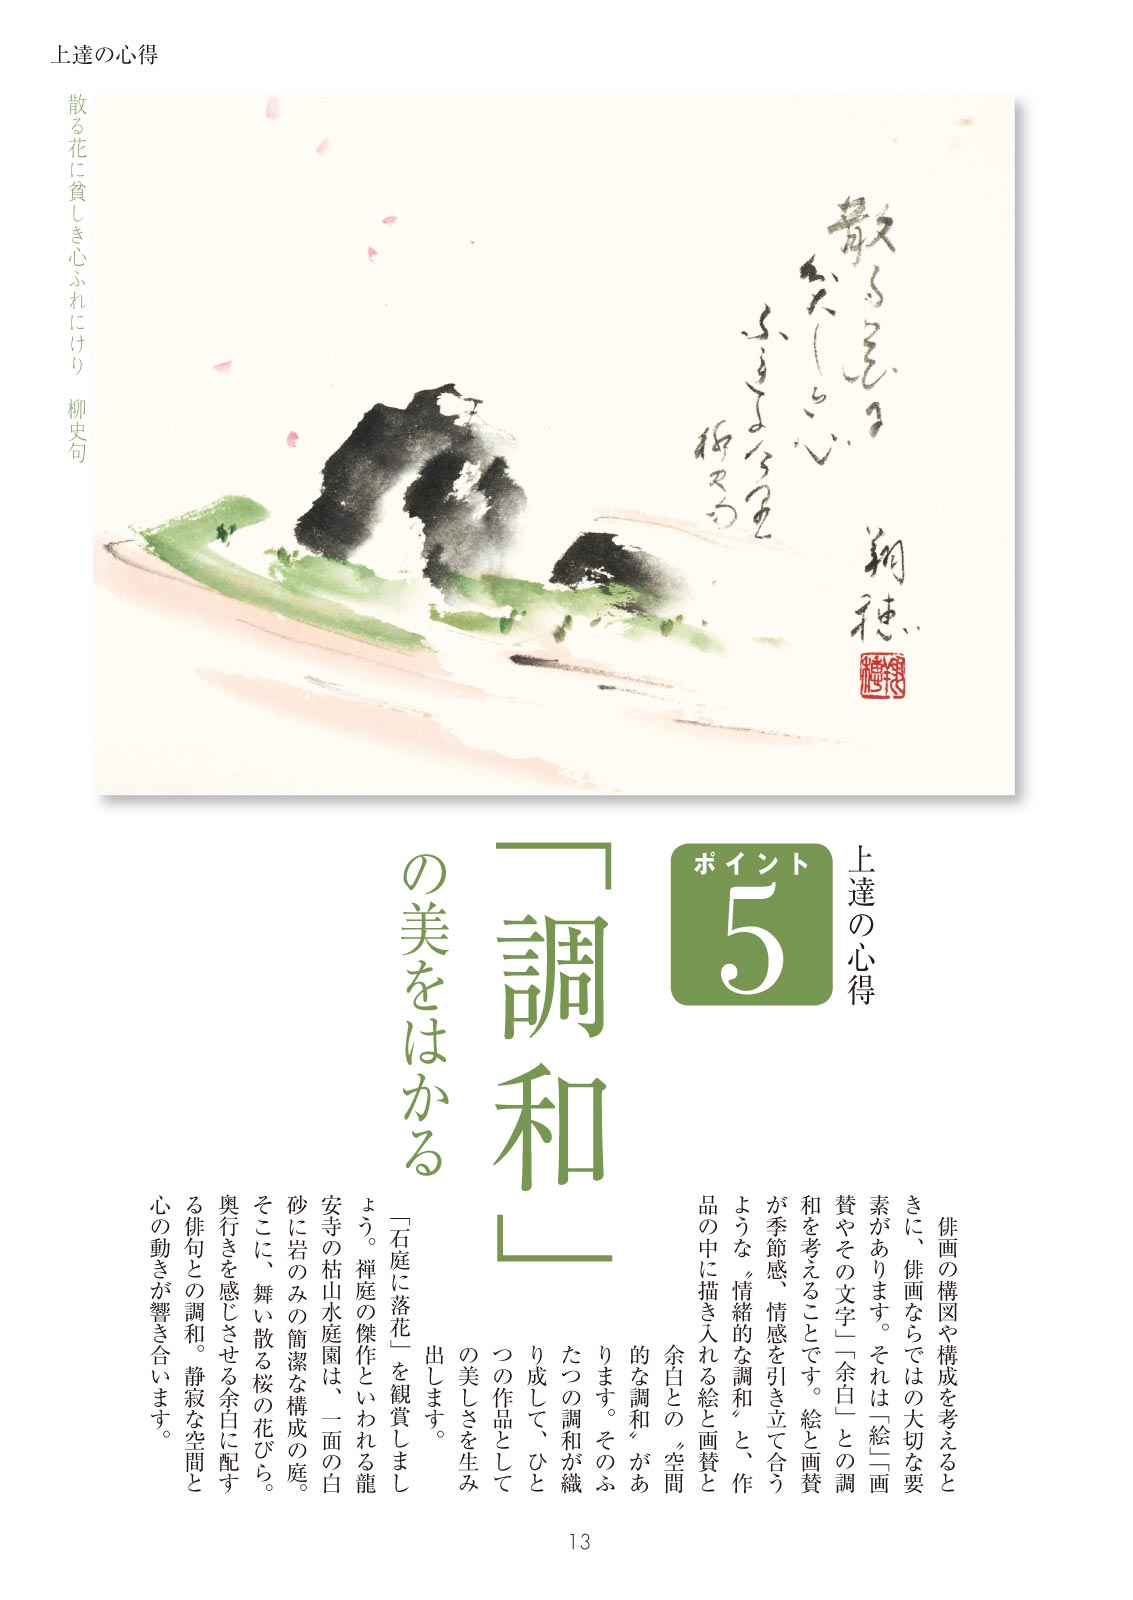 上達の心得
散る花に貧しき心ふれにけり　柳史句
散る花に
貧しき心
ふれにけり
柳史句
翔穂
上達の心得
ポイント
5
「調和」
の美をはかる
俳画の構図や構成を考えると
きに、俳画ならではの大切な要
素があります。それは「絵」「画
賛やその文字」「余白」との調
和を考えることです。絵と画賛
が季節感、情感を引き立て合う
ような〝情緒的な調和〟と、作
品の中に描き入れる絵と画賛と
余白との〝空間
的な調和〟があ
ります。そのふ
たつの調和が織
り成して、ひと
つの作品として
の美しさを生み
出します。
「石庭に落花」を観賞しまし
ょう。禅庭の傑作といわれる龍
安寺の枯山水庭園は、一面の白
砂に岩のみの簡潔な構成の庭。
そこに、舞い散る桜の花びら。
奥行きを感じさせる余白に配す
る俳句との調和。静寂な空間と
心の動きが響き合います。
13